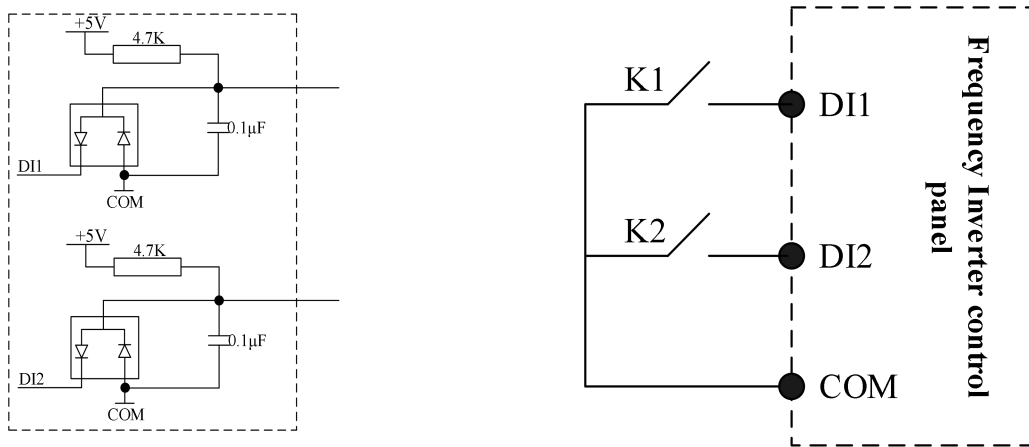 +5V
4.7K
0.1μF
DI1
COM
+5V
4.7K
0.1μF
DI2
COM
K1
DI1
K2
DI2
COM
Frequency Inverter control
panel